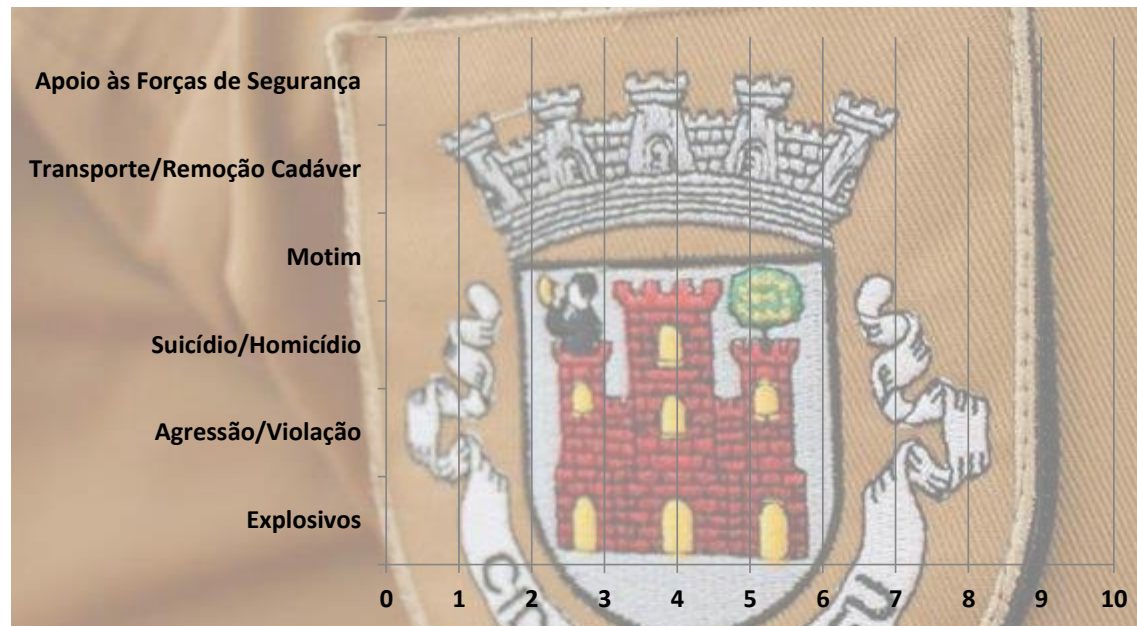 Apoio às Forças de Segurança
Transporte/Remoção Cadáver
Motim
Suicídio/Homicídio
Agressão/Violação
Explosivos
0 1 2 3 4 5 6 7 8 9 10